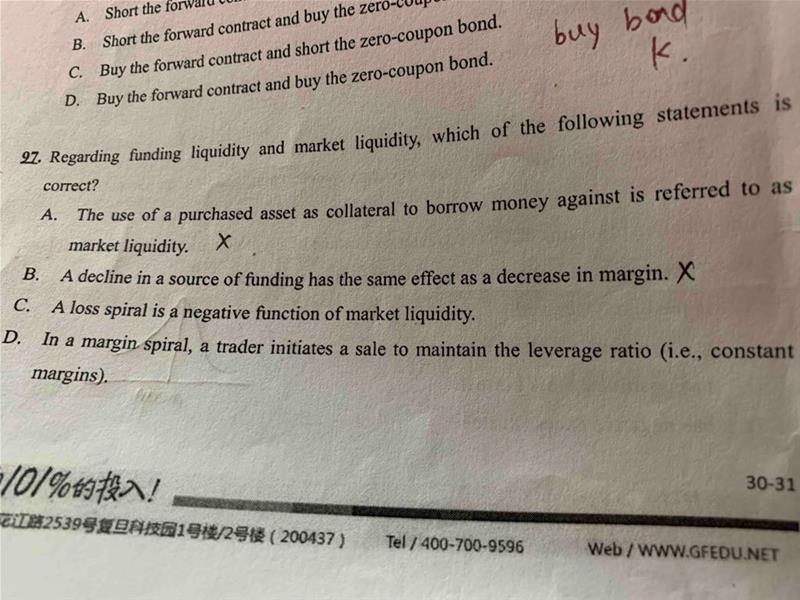 A. Short the forward
B. Short the forward contract and buy the
C. Buy the forward contract and short the zero-coupon bond.
D. Buy the forward contract and buy the zero-coupon bond.
buy bond
K.
97. Regarding funding liquidity and market liquidity, which of the following statements is
correct?
A. The use of a purchased asset as collateral to borrow money against is referred to as
market liquidity. X
B. A decline in a source of funding has the same effect as a decrease in margin. X
C. A loss spiral is a negative function of market liquidity.
D. In a margin spiral, a trader initiates a sale to maintain the leverage ratio (i.e., constant
margins).
101%的投入!
30-31
花江路2539号复旦科技园1号楼/2号楼（200437） Tel / 400-700-9596 Web / WWW.GFEDU.NET